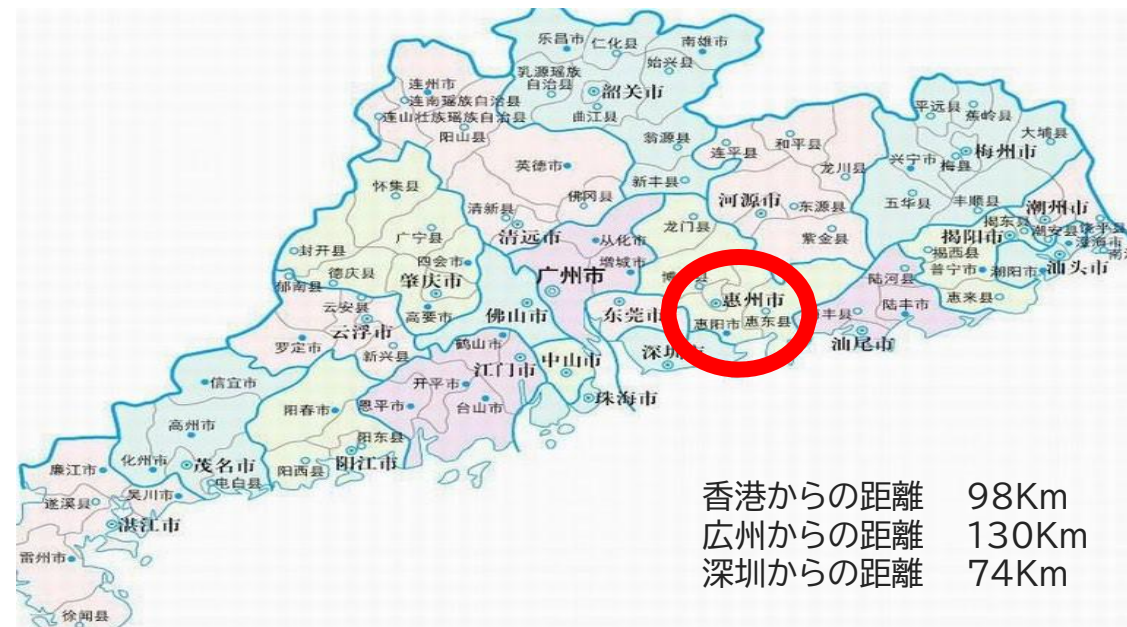 乐昌市
仁化县
南雄市
始兴县
乳源瑶族
自治县
韶关市
曲江县
翁源县
新丰县
连州市
连南瑶族自治县
连山壮族瑶族自治县
阳山县
英德市
佛冈县
清新县
清远市
连平县
和平县
龙川县
河源市
东源县
紫金县
平远县
蕉岭县
大埔县
兴宁市
梅县
梅州市
五华县
丰顺县
潮州市
揭东县
潮安县
饶平县
澄海市
揭阳市
揭西县
普宁市
潮阳市
汕头市
惠来县
陆河县
陆丰市
汕尾市
怀集县
广宁县
封开县
德庆县
四会市
肇庆市
高要市
郁南县
云安县
云浮市
罗定市
新兴县
从化市
增城市
广州市
龙门县
惠州市
惠阳市
惠东县
佛山市
东莞市
深圳市
鹤山市
江门市
中山市
珠海市
开平市
恩平市
台山市
信宜市
高州市
化州市
茂名市
电白县
阳春市
阳东县
阳西县
阳江市
廉江市
遂溪县
吴川市
湛江市
雷州市
徐闻县
香港からの距離 98Km
広州からの距離 130Km
深圳からの距離 74Km